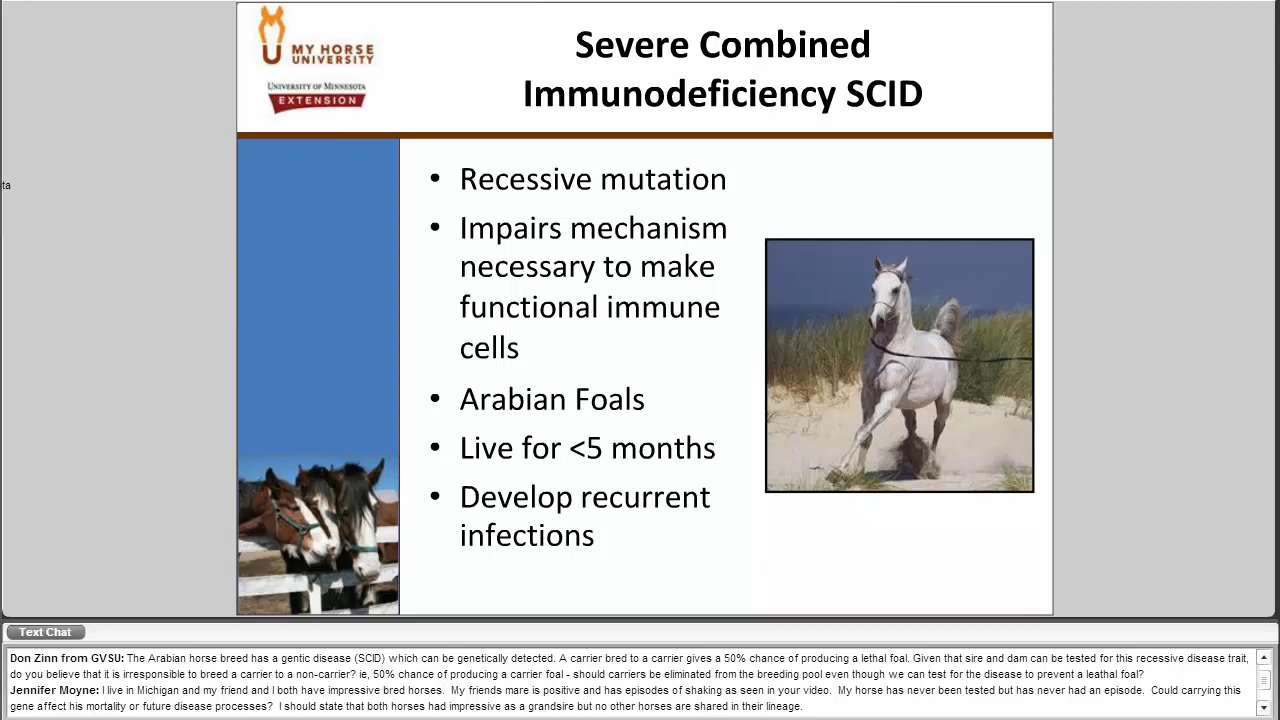 MY HORSE
UNIVERSITY
UNIVERSITY OF MINNESOTA
EXTENSION
Severe Combined
Immunodeficiency SCID
ta
• Recessive mutation
• Impairs mechanism
necessary to make
functional immune
cells
• Arabian Foals
• Live for <5 months
• Develop recurrent
infections
Text Chat
Don Zinn from GVSU: The Arabian horse breed has a gentic disease (SCID) which can be genetically detected. A carrier bred to a carrier gives a 50% chance of producing a lethal foal. Given that sire and dam can be tested for this recessive disease trait,
do you believe that it is irresponsible to breed a carrier to a non-carrier? ie, 50% chance of producing a carrier foal - should carriers be eliminated from the breeding pool even though we can test for the disease to prevent a leathal foal?
Jennifer Moyne: I live in Michigan and my friend and I both have impressive bred horses. My friends mare is positive and has episodes of shaking as seen in your video. My horse has never been tested but has never had an episode. Could carrying this
gene affect his mortality or future disease processes? I should state that both horses had impressive as a grandsire but no other horses are shared in their lineage.